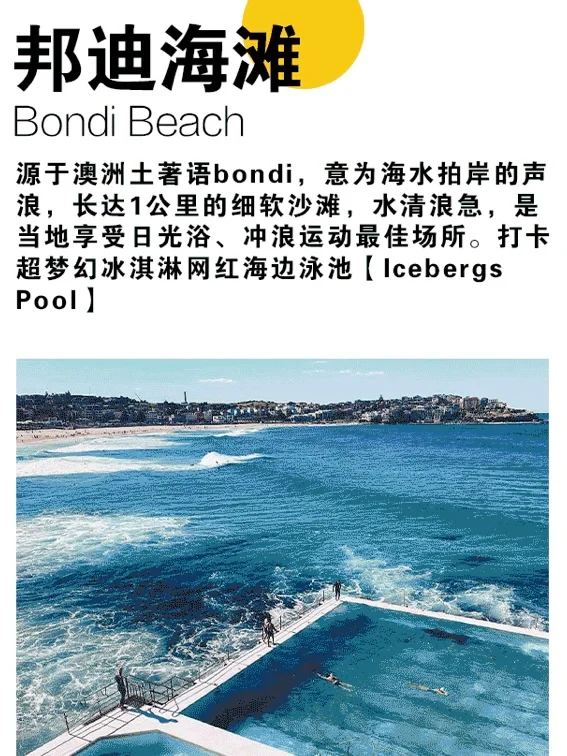 邦迪海滩
Bondi Beach
源于澳洲土著语bondi，意为海水拍岸的声
浪，长达1公里的细软沙滩，水清浪急，是
当地享受日光浴、冲浪运动最佳场所。打卡
超梦幻冰淇淋网红海边泳池【Icebergs
Pool】